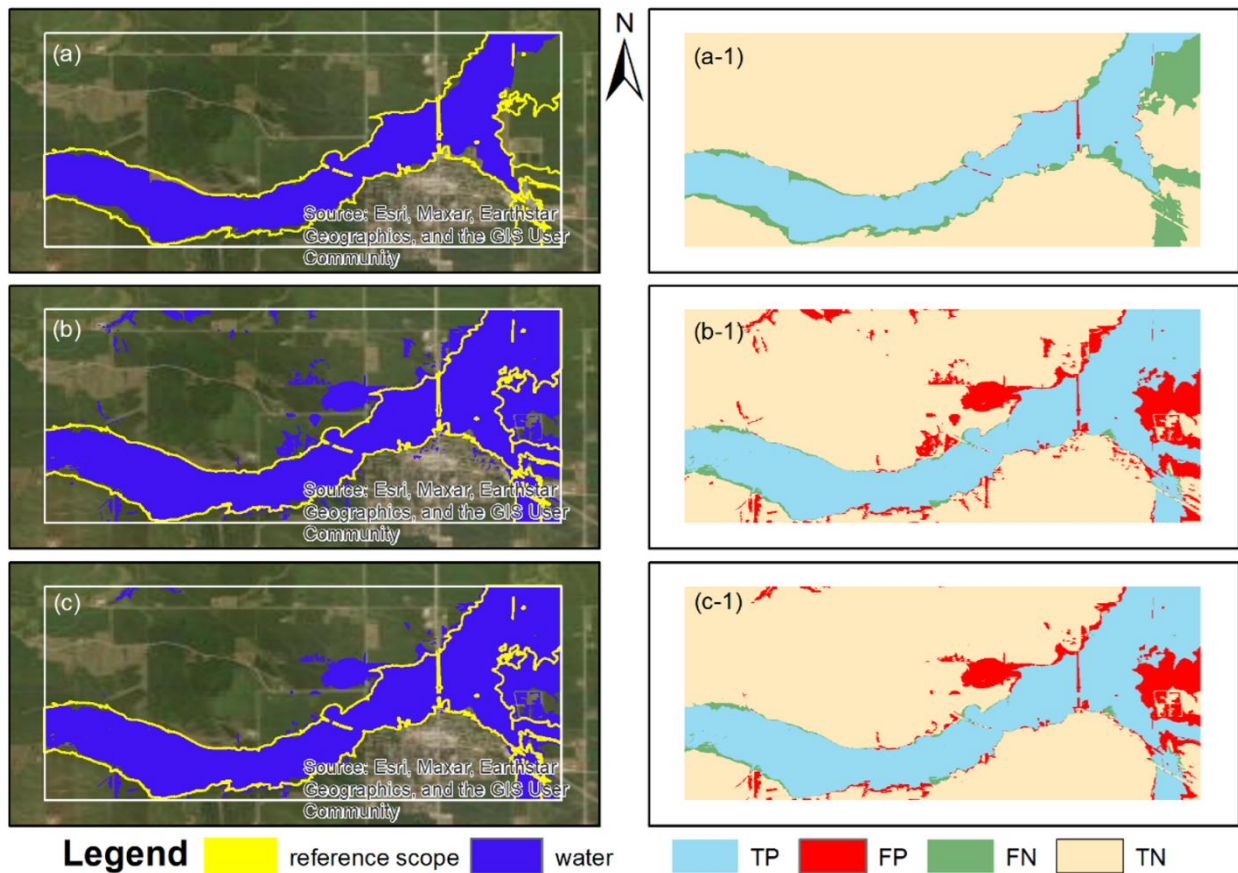 (a)
Source: Esri, Maxar, Earthstar
Geographics, and the GIS User
Community
N
(a-1)
(b)
Source: Esri, Maxar, Earthstar
Geographics, and the GIS User
Community
(b-1)
(c)
Source: Esri, Maxar, Earthstar
Geographics, and the GIS User
Community
(c-1)
Legend reference scope water TP FP FN TN